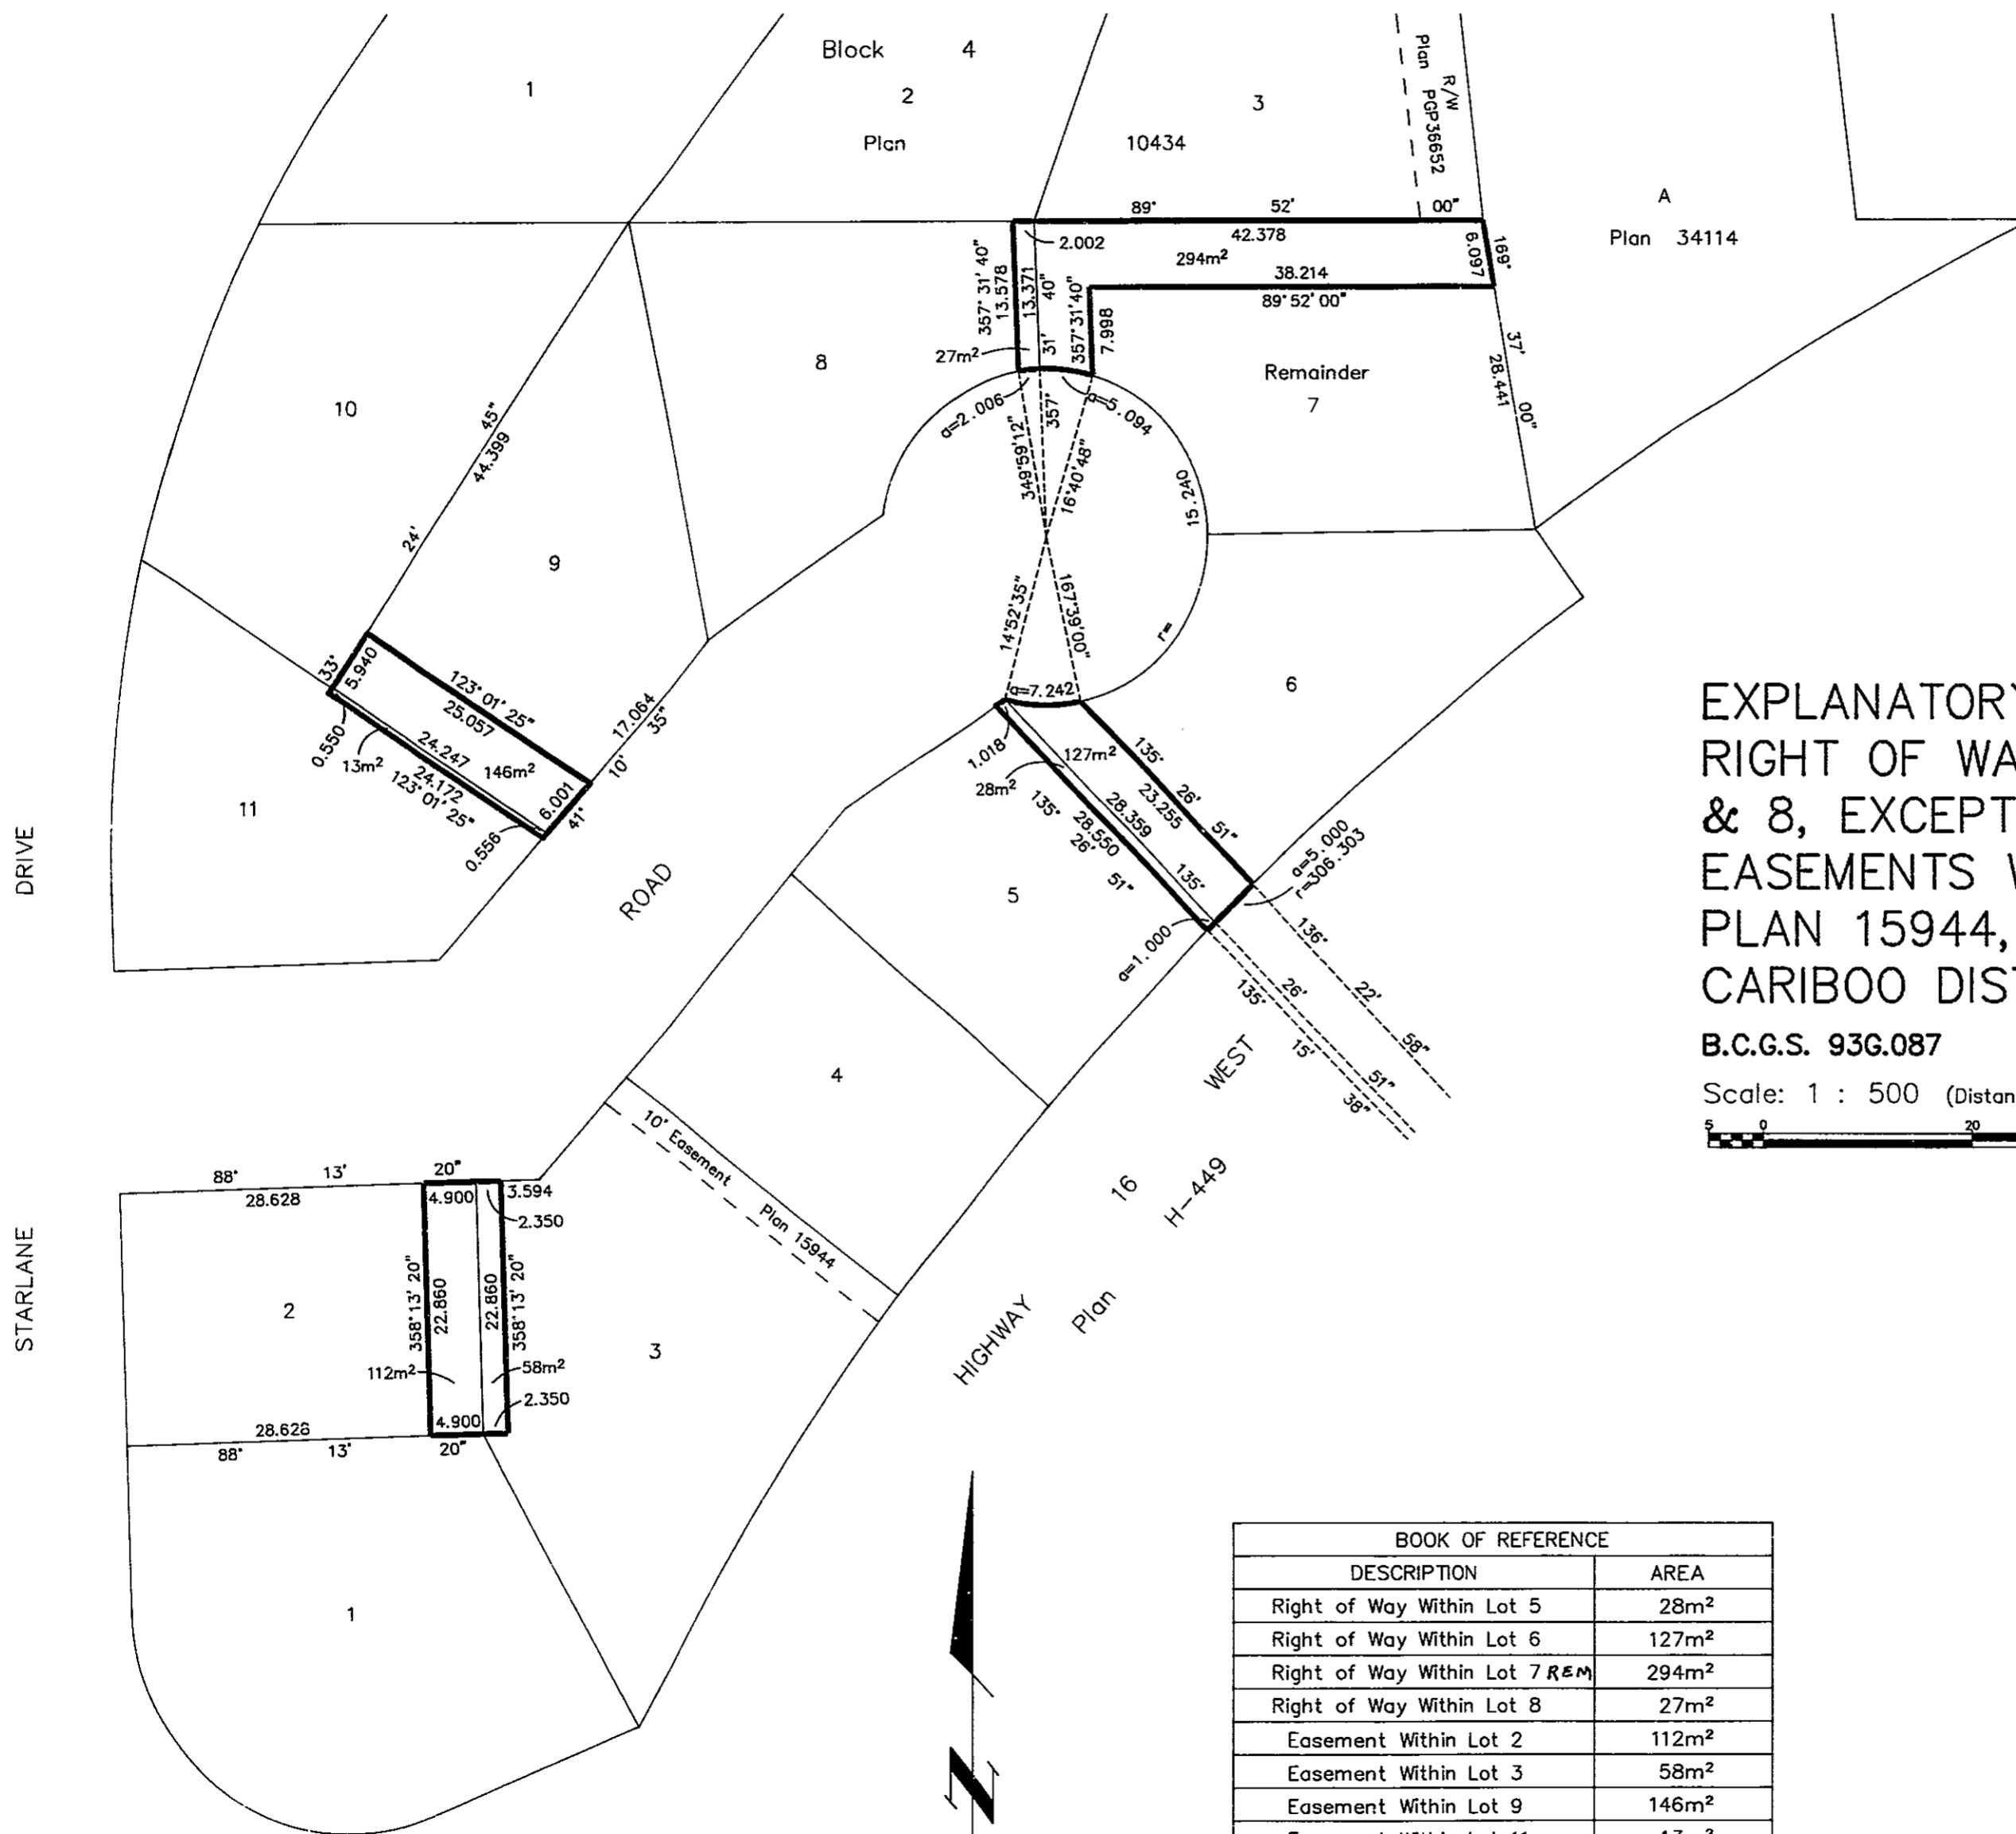 Block 4
1
2
3
Plan
10434
R/W
Plan PGP36652
A
Plan 34114
89° 52' 00"
2.002
42.378
294m²
38.214
89°52'00"
6.097
169°
37'
28.441
00"
357° 31' 40"
13.578
13.371
40"
31'
357°
357°31'40"
7.998
27m²
8
Remainder
7
a=2.006
a=5.094
349°59'12"
16°40'48"
15.240
r=
10
45"
44.399
24'
9
14°52'35"
167°39'00"
a=7.242
6
33'
5.940
123° 01' 25"
25.057
17.064
35"
10'
41'
6.001
24.247
146m²
0.550
13m²
24.172
123° 01' 25"
0.556
11
1.018
28m²
127m²
135°
26'
23.255
51"
28.359
135°
28.550
135°
26'
51"
a=5.000
r=306.303
a=1.000
5
136°
22'
58"
26'
51"
135°
15'
38"
DRIVE
ROAD
EXPLANATORY
RIGHT OF WA
& 8, EXCEPT
EASEMENTS
PLAN 15944,
CARIBOO DIST
B.C.G.S. 93G.087
Scale: 1 : 500 (Distan
5 0 20
4
WEST
16
H-449
HIGHWAY
Plan
10' Easement
Plan 15944
STARLANE
88° 13' 20"
28.628
4.900
3.594
2.350
358° 13' 20"
22.860
22.860
358° 13' 20"
2
3
112m²
58m²
2.350
4.900
28.628
88° 13' 20"
1
N
BOOK OF REFERENCE
DESCRIPTION AREA
Right of Way Within Lot 5 28m²
Right of Way Within Lot 6 127m²
Right of Way Within Lot 7 REM 294m²
Right of Way Within Lot 8 27m²
Easement Within Lot 2 112m²
Easement Within Lot 3 58m²
Easement Within Lot 9 146m²